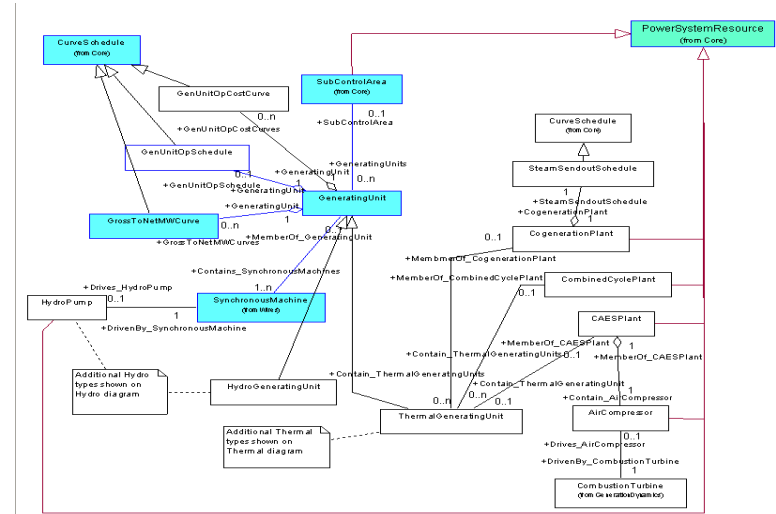 PowerSystemResource
(from Core)
CurveSchedule
(from Core)
SubControlArea
(from Core)
GenUnitOpCostCurve
0..n
+GenUnitOpCostCurves
0..1
+SubControlArea
CurveSchedule
(from Core)
GenUnitOpSchedule
0..1
+GenUnitOpSchedule
+GeneratingUnit
1
+GeneratingUnit
1
+GeneratingUnits
0..n
SteamSendoutSchedule
1
+SteamSendoutSchedule
+CogenerationPlant
1
GeneratingUnit
+GeneratingUnit
1
GrossToNetMWCurve
0..n
+GrossToNetMWCurves
+MemberOf_GeneratingUnit
0..1
CogenerationPlant
0..1
+MembmerOf_CogenerationPlant
+Contains_SynchronousMachines
1..n
+MemberOf_CombinedCyclePlant
0..1
CombinedCyclePlant
+Drives_HydroPump
0..1
HydroPump
1
+DrivenBy_SynchronousMachine
SynchronousMachine
(from Wires)
CAESPlant
+MemberOf_CAESPlant
0..1
1
+MemberOf_CAESPlant
+Contain_ThermalGeneratingUnits
+Contain_ThermalGeneratingUnits
+Contain_ThermalGeneratingUnit
Additional Hydro
types shown on
Hydro diagram
HydroGeneratingUnit
0..n
0..n
0..1
1
+Contain_AirCompressor
ThermalGeneratingUnit
AirCompressor
0..1
+Drives_AirCompressor
Additional Thermal
types shown on
Thermal diagram
+DrivenBy_CombustionTurbine
1
CombustionTurbine
(from GenerationDynamics)